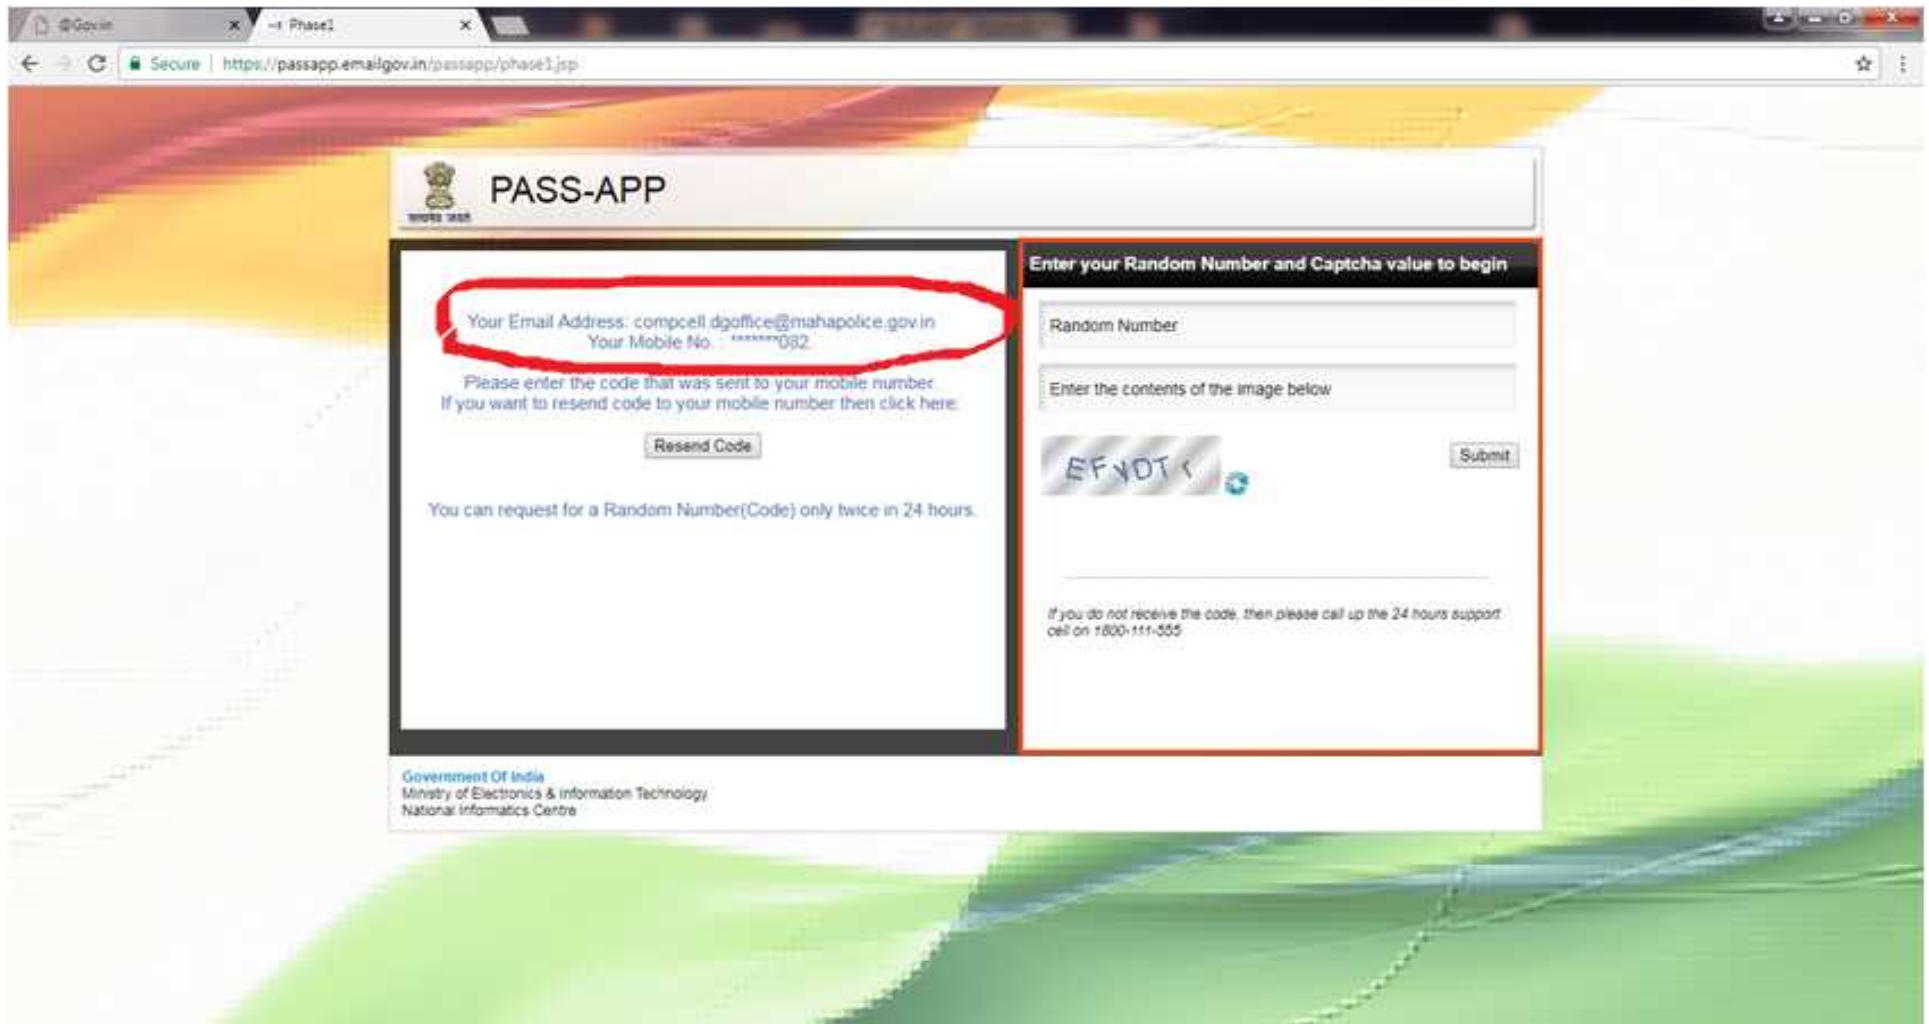 @Gov.in
Phase1
Secure | https://passapp.emailgov.in/passapp/phase1.jsp
PASS-APP
सत्यमेव जयते
Your Email Address: compcell.dgoffice@mahapolice.gov.in
Your Mobile No. : *******082
Please enter the code that was sent to your mobile number.
If you want to resend code to your mobile number then click here:
Resend Code
You can request for a Random Number(Code) only twice in 24 hours.
Enter your Random Number and Captcha value to begin
Random Number
Enter the contents of the image below
Submit
If you do not receive the code, then please call up the 24 hours support
cell on 1800-111-555
Government Of India
Ministry of Electronics & Information Technology
National Informatics Centre